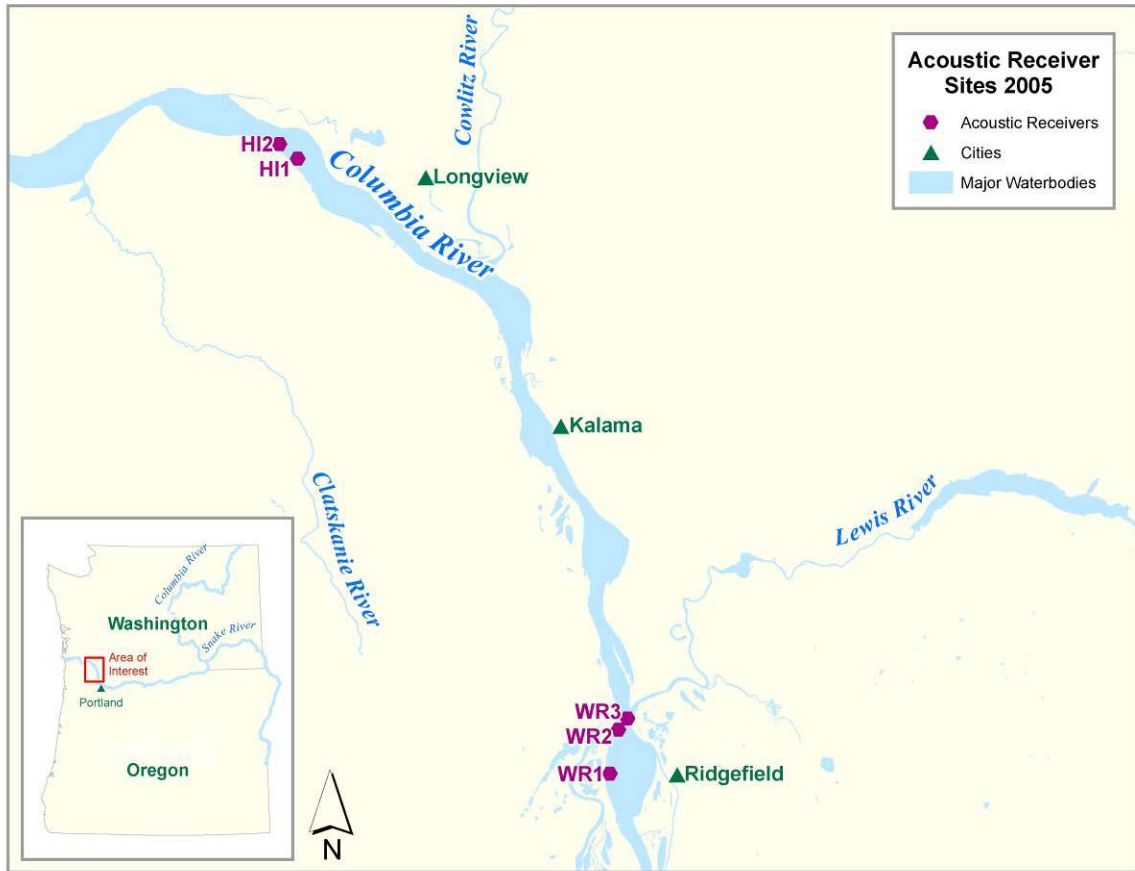 Acoustic Receiver
Sites 2005
Acoustic Receivers
Cities
Major Waterbodies
Cowlitz River
HI2
HI1
Columbia River
Longview
Kalama
Clatskanie River
Lewis River
WR3
WR2
WR1
Ridgefield
Columbia River
Washington
Snake River
Area of
Interest
Portland
Oregon
N